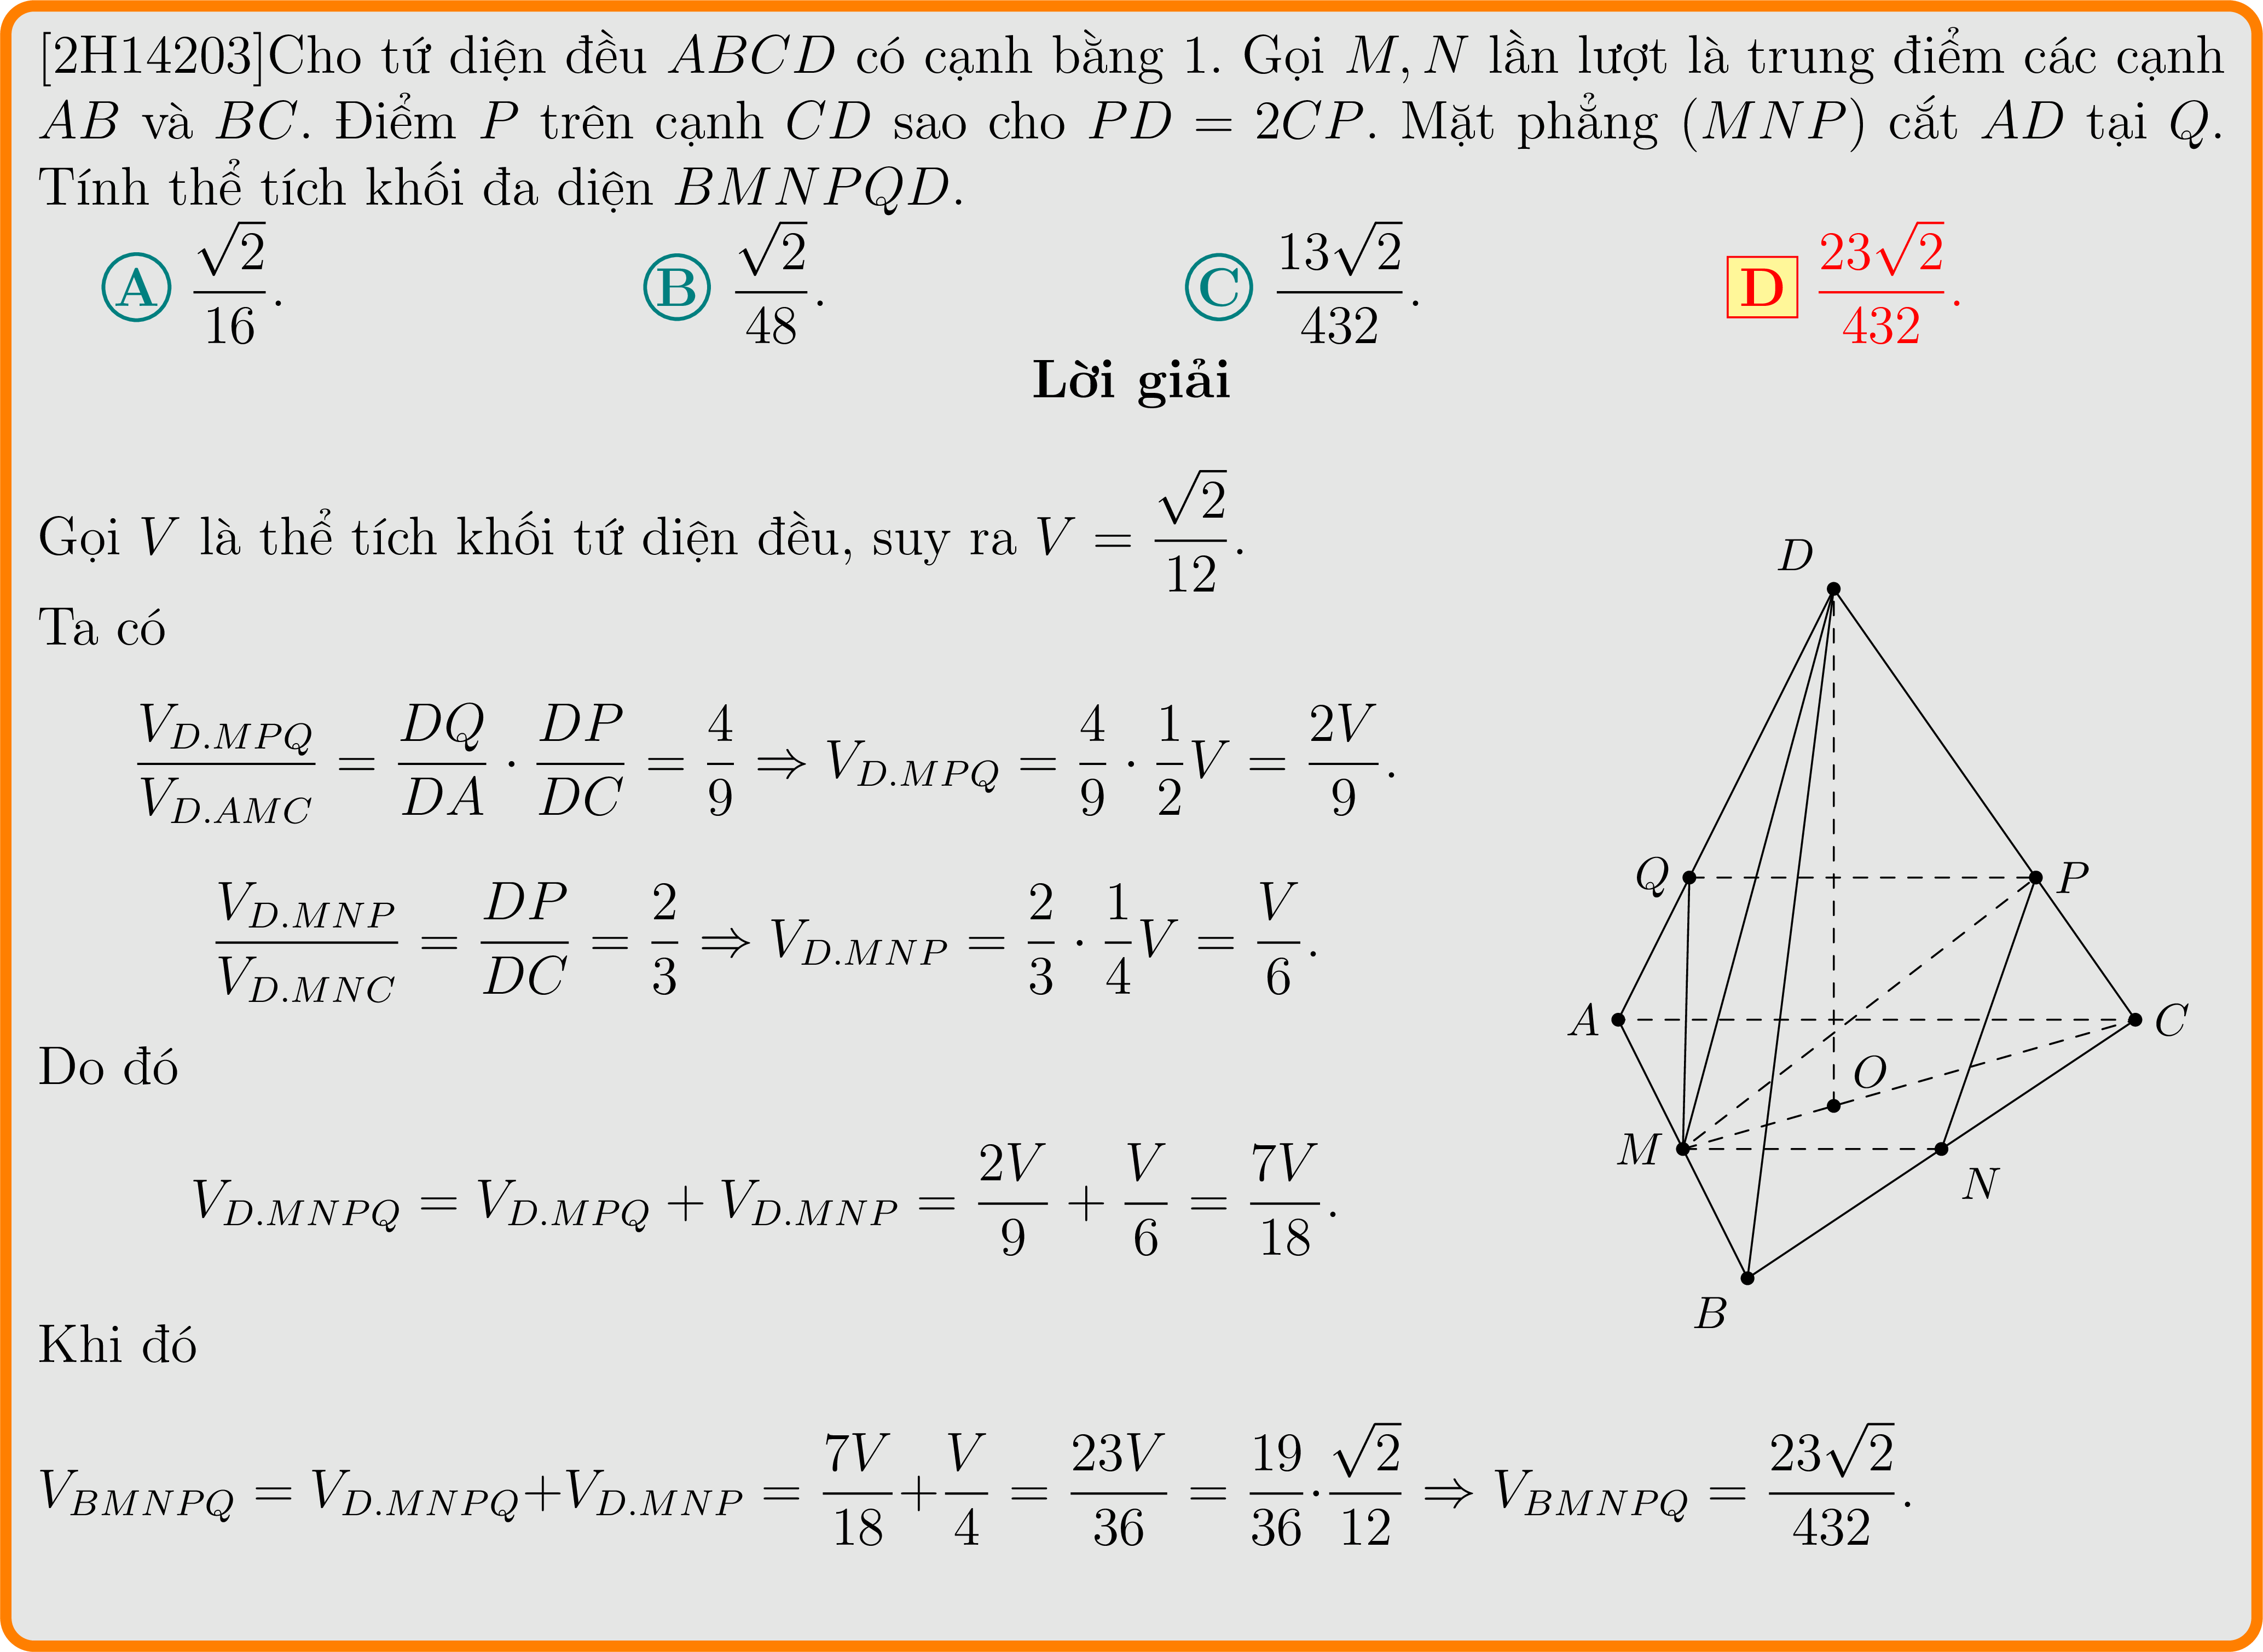 [2H14203]Cho tứ diện đều ABCD có cạnh bằng 1. Gọi M, N lần lượt là trung điểm các cạnh
AB và BC. Điểm P trên cạnh CD sao cho PD = 2CP. Mặt phẳng (MNP) cắt AD tại Q.
Tính thể tích khối đa diện BMNPQD.
A $\frac{\sqrt{2}}{16}$. B $\frac{\sqrt{2}}{48}$. C $\frac{13\sqrt{2}}{432}$. D $\frac{23\sqrt{2}}{432}$.
Lời giải
Gọi V là thể tích khối tứ diện đều, suy ra $V = \frac{\sqrt{2}}{12}$.
Ta có
$\frac{V_{D.MPQ}}{V_{D.AMC}} = \frac{DQ}{DA} \cdot \frac{DP}{DC} = \frac{4}{9} \Rightarrow V_{D.MPQ} = \frac{4}{9} \cdot \frac{1}{2}V = \frac{2V}{9}$.
$\frac{V_{D.MNP}}{V_{D.MNC}} = \frac{DP}{DC} = \frac{2}{3} \Rightarrow V_{D.MNP} = \frac{2}{3} \cdot \frac{1}{4}V = \frac{V}{6}$.
Do đó
$V_{D.MNPQ} = V_{D.MPQ} + V_{D.MNP} = \frac{2V}{9} + \frac{V}{6} = \frac{7V}{18}$.
Khi đó
$V_{BMNPQ} = V_{D.MNPQ} + V_{D.MNP} = \frac{7V}{18} + \frac{V}{4} = \frac{23V}{36} = \frac{19}{36} \cdot \frac{\sqrt{2}}{12} \Rightarrow V_{BMNPQ} = \frac{23\sqrt{2}}{432}$.
D
Q
P
A
C
O
M
N
B